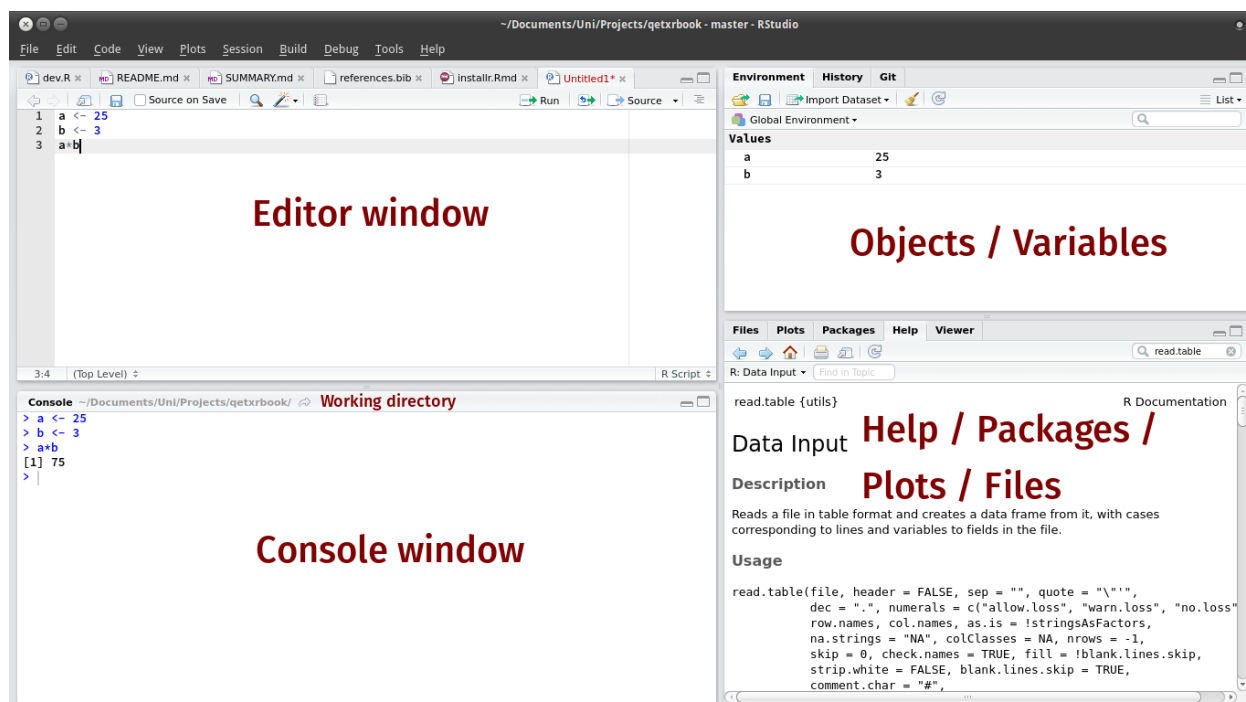 ~/Documents/Uni/Projects/qetxrbook - master - RStudio
File Edit Code View Plots Session Build Debug Tools Help
dev.R README.md SUMMARY.md references.bib installr.Rmd Untitled1*
Source on Save Run Source
1 a <- 25
2 b <- 3
3 a*b
Editor window
3:4 (Top Level) R Script
Console ~/Documents/Uni/Projects/qetxrbook/ Working directory
> a <- 25
> b <- 3
> a*b
[1] 75
>
Console window
Environment History Git
Import Dataset List
Global Environment
Values
a 25
b 3
Objects / Variables
Files Plots Packages Help Viewer
read.table
R: Data Input Find in Topic
read.table {utils} R Documentation
Data Input
Help / Packages /
Plots / Files
Description
Reads a file in table format and creates a data frame from it, with cases
corresponding to lines and variables to fields in the file.
Usage
read.table(file, header = FALSE, sep = "", quote = "\"'",
dec = ".", numerals = c("allow.loss", "warn.loss", "no.loss"
row.names, col.names, as.is = !stringsAsFactors,
na.strings = "NA", colClasses = NA, nrows = -1,
skip = 0, check.names = TRUE, fill = !blank.lines.skip,
strip.white = FALSE, blank.lines.skip = TRUE,
comment.char = "#",